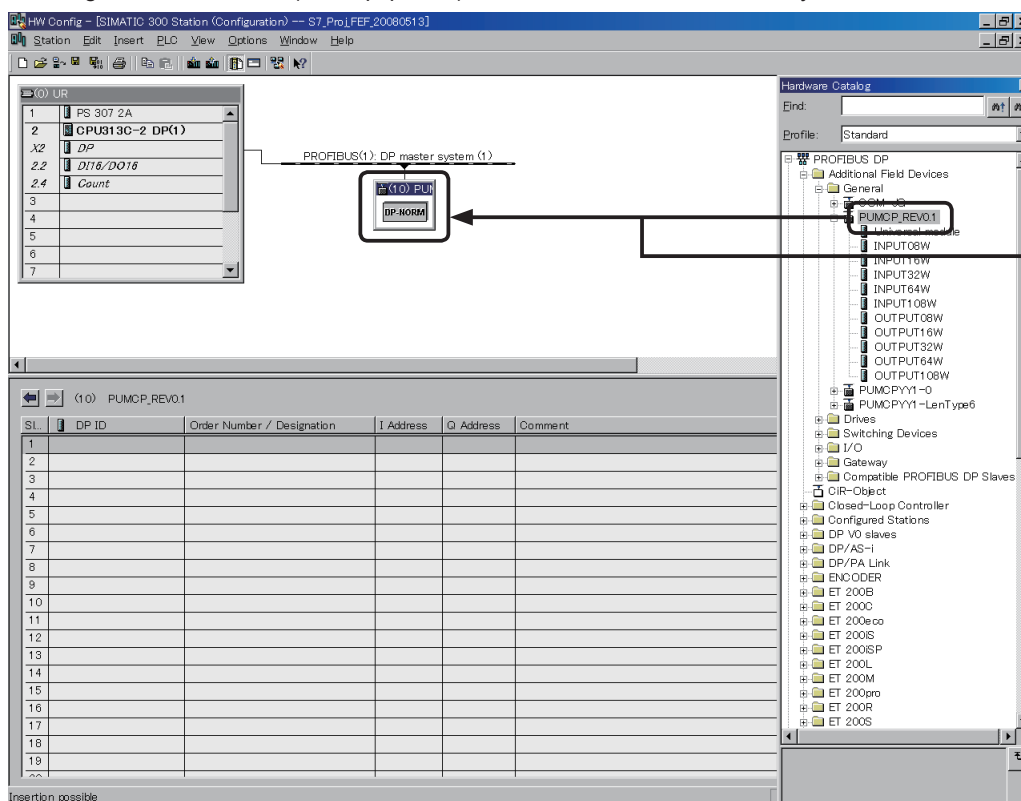 HW Config - [SIMATIC 300 Station (Configuration) -- S7_Proj_FEF_20080513]
Station Edit Insert PLC View Options Window Help
(0) UR
1 PS 307 2A
2 CPU313C-2 DP(1)
X2 DP
2.2 DI16/DO16
2.4 Count
3
4
5
6
7
PROFIBUS(1): DP master system (1)
(10) PUM
DP-NORM
Hardware Catalog
Find:
Profile: Standard
PROFIBUS DP
Additional Field Devices
General
PUMCP_REV0.1
Universal module
INPUT08W
INPUT16W
INPUT32W
INPUT64W
INPUT108W
OUTPUT08W
OUTPUT16W
OUTPUT32W
OUTPUT64W
OUTPUT108W
PUMCPYY1-0
PUMCPYY1-LenType6
Drives
Switching Devices
I/O
Gateway
Compatible PROFIBUS DP Slaves
CiR-Object
Closed-Loop Controller
Configured Stations
DP V0 slaves
DP/AS-i
DP/PA Link
ENCODER
ET 200B
ET 200C
ET 200eco
ET 200iS
ET 200iSP
ET 200L
ET 200M
ET 200pro
ET 200R
ET 200S
(10) PUMCP_REV0.1
Sl... DP ID Order Number / Designation I Address Q Address Comment
1
2
3
4
5
6
7
8
9
10
11
12
13
14
15
16
17
18
19
Insertion possible